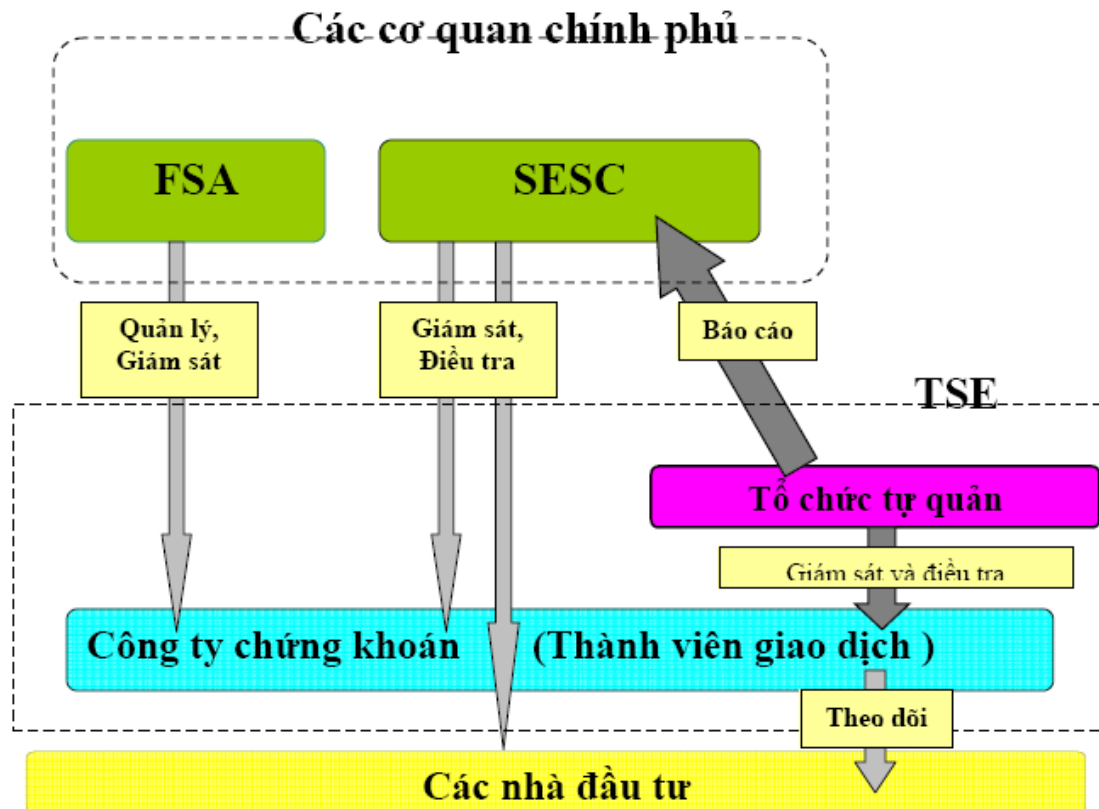 Các cơ quan chính phủ
FSA
SESC
Quản lý,
Giám sát
Giám sát,
Điều tra
Báo cáo
TSE
Tổ chức tự quản
Giám sát và điều tra
Công ty chứng khoán (Thành viên giao dịch )
Theo dõi
Các nhà đầu tư